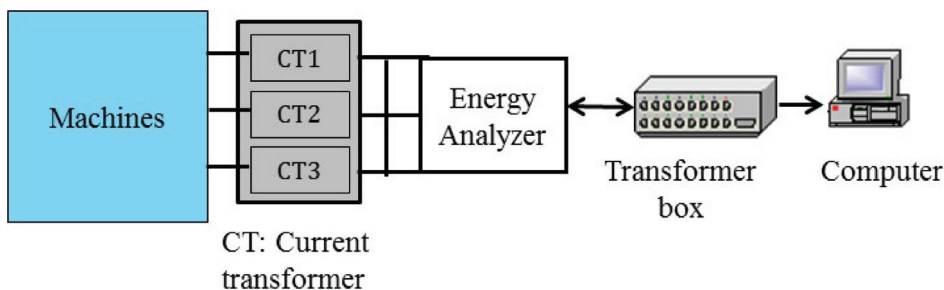 Machines
CT1
CT2
CT3
CT: Current
transformer
Energy
Analyzer
Transformer
box
Computer